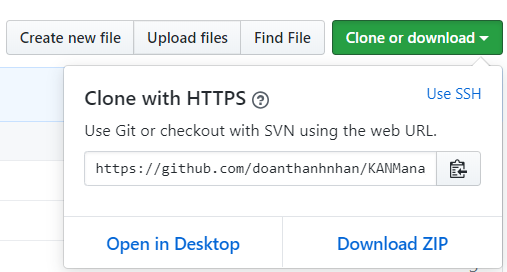 Create new file Upload files Find File Clone or download
Clone with HTTPS ? Use SSH
Use Git or checkout with SVN using the web URL.
https://github.com/doanthanhnhan/KANMana
Open in Desktop Download ZIP